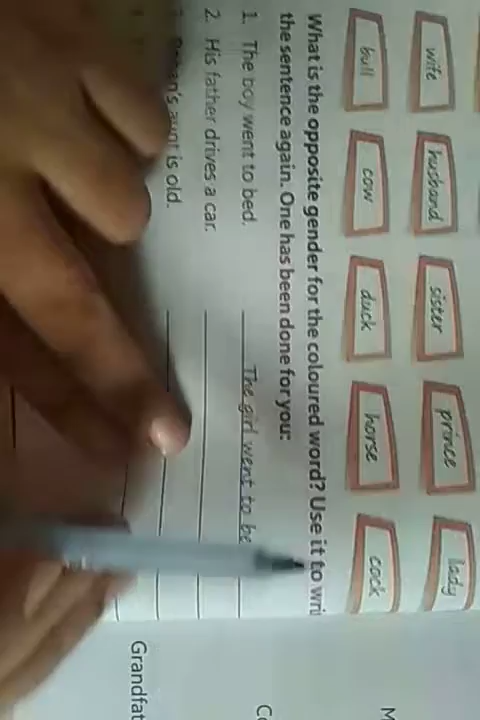 wife husband sister prince lady
bull cow duck horse cock
What is the opposite gender for the coloured word? Use it to wri
the sentence again. One has been done for you:
1. The boy went to bed. The girl went to be
2. His father drives a car.
aunt is old.
M
Co
Grandfat